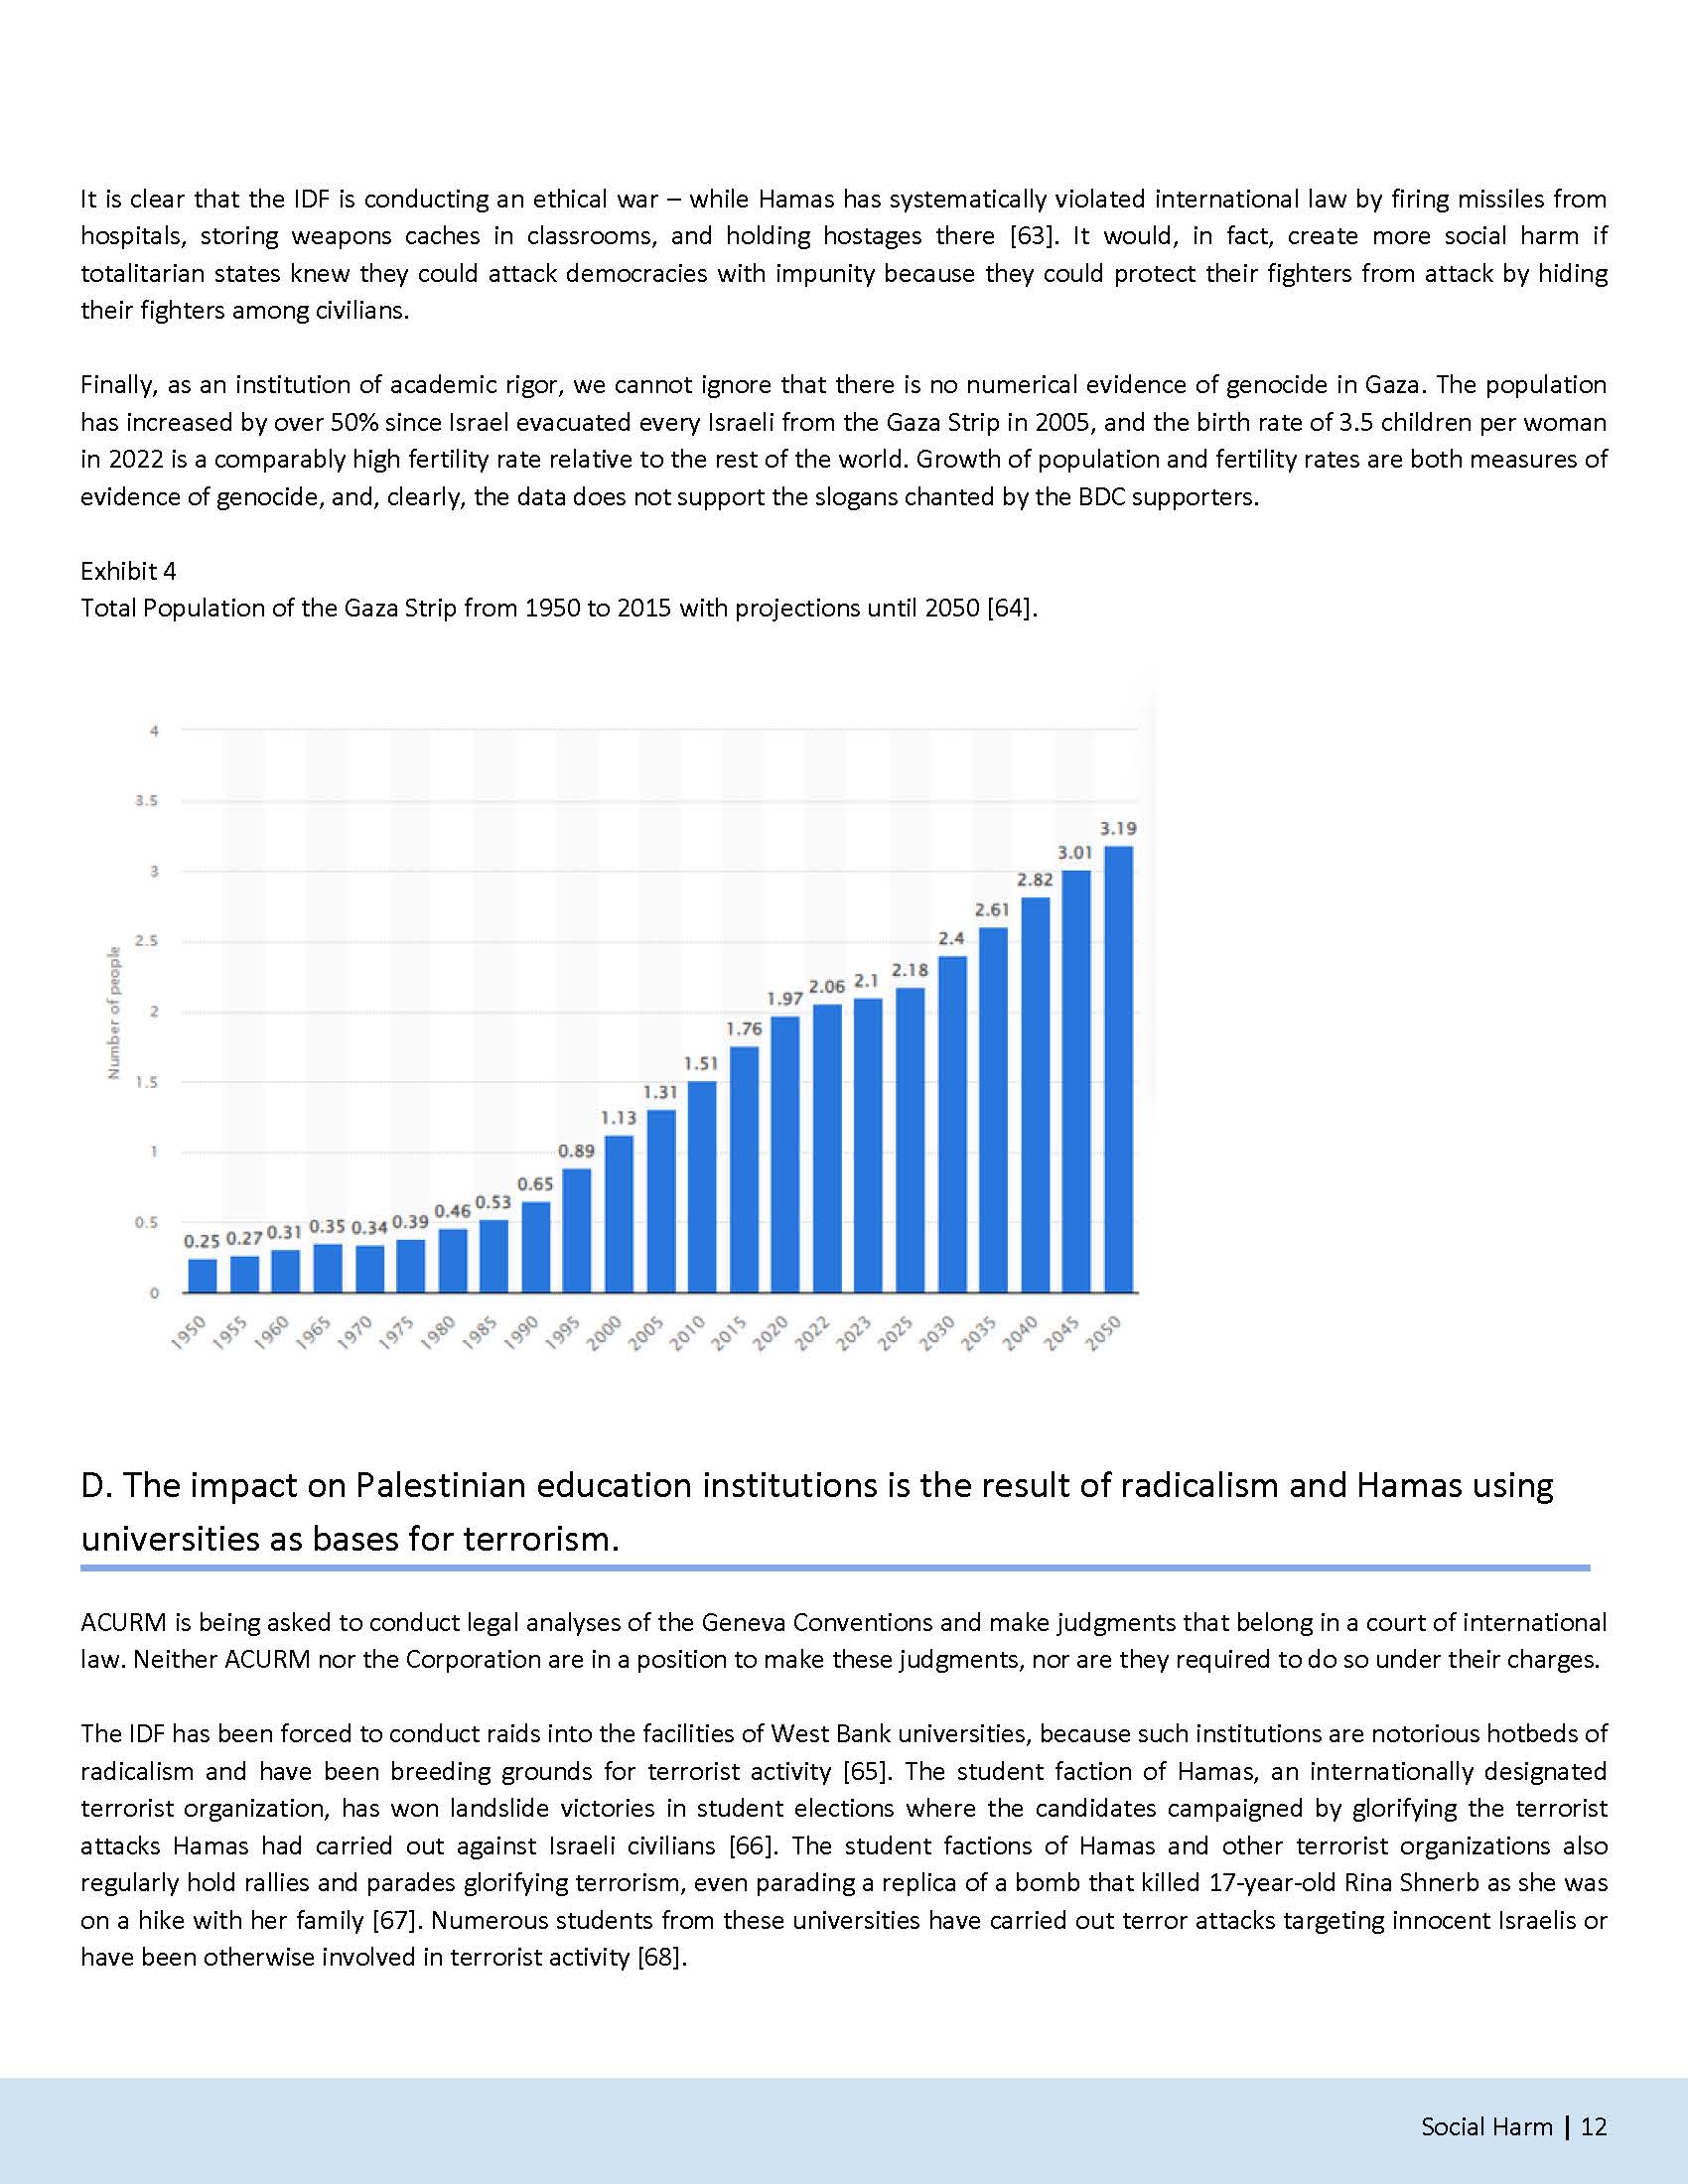 It is clear that the IDF is conducting an ethical war – while Hamas has systematically violated international law by firing missiles from
hospitals, storing weapons caches in classrooms, and holding hostages there [63]. It would, in fact, create more social harm if
totalitarian states knew they could attack democracies with impunity because they could protect their fighters from attack by hiding
their fighters among civilians.
Finally, as an institution of academic rigor, we cannot ignore that there is no numerical evidence of genocide in Gaza. The population
has increased by over 50% since Israel evacuated every Israeli from the Gaza Strip in 2005, and the birth rate of 3.5 children per woman
in 2022 is a comparably high fertility rate relative to the rest of the world. Growth of population and fertility rates are both measures of
evidence of genocide, and, clearly, the data does not support the slogans chanted by the BDC supporters.
Exhibit 4
Total Population of the Gaza Strip from 1950 to 2015 with projections until 2050 [64].
Number of people
4
3.5
3
2.5
2
1.5
1
0.5
0
0.25 0.27 0.31 0.35 0.34 0.39 0.46 0.53 0.65 0.89 1.13 1.31 1.51 1.76 1.97 2.06 2.1 2.18 2.4 2.61 2.82 3.01 3.19
1950 1955 1960 1965 1970 1975 1980 1985 1990 1995 2000 2005 2010 2015 2020 2022 2023 2025 2030 2035 2040 2045 2050
D. The impact on Palestinian education institutions is the result of radicalism and Hamas using
universities as bases for terrorism.
ACURM is being asked to conduct legal analyses of the Geneva Conventions and make judgments that belong in a court of international
law. Neither ACURM nor the Corporation are in a position to make these judgments, nor are they required to do so under their charges.
The IDF has been forced to conduct raids into the facilities of West Bank universities, because such institutions are notorious hotbeds of
radicalism and have been breeding grounds for terrorist activity [65]. The student faction of Hamas, an internationally designated
terrorist organization, has won landslide victories in student elections where the candidates campaigned by glorifying the terrorist
attacks Hamas had carried out against Israeli civilians [66]. The student factions of Hamas and other terrorist organizations also
regularly hold rallies and parades glorifying terrorism, even parading a replica of a bomb that killed 17-year-old Rina Shnerb as she was
on a hike with her family [67]. Numerous students from these universities have carried out terror attacks targeting innocent Israelis or
have been otherwise involved in terrorist activity [68].
Social Harm | 12